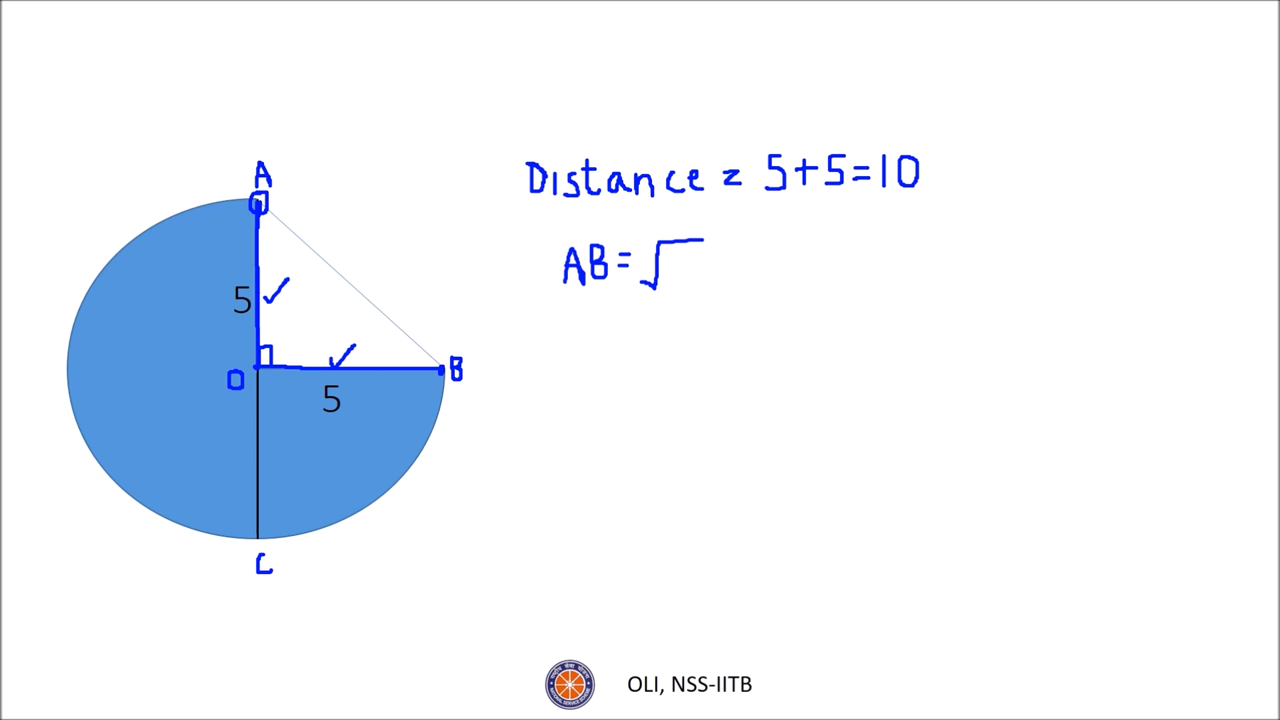 A
Distance = 5+5=10
AB=√
5
O
B
5
C
OLI, NSS-IITB